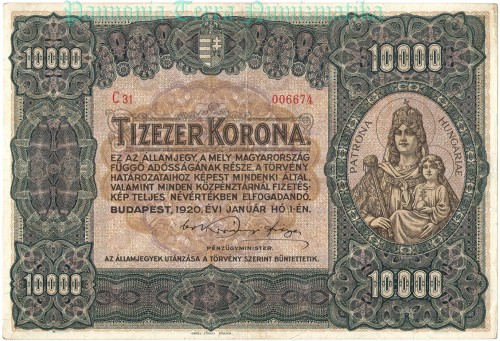 Pannonia Terra Numizmatika
10000
10000
C 31
006674
TIZEZER KORONA.
EZ AZ ÁLLAMJEGY, A MELY MAGYARORSZÁG
FÜGGŐ ADÓSSÁGÁNAK RÉSZE, A TÖRVÉNY
HATÁROZATAIHOZ KÉPEST MINDENKI ÁLTAL
VALAMINT MINDEN KÖZPÉNZTÁRNÁL FIZETÉS-
KÉP TELJES NÉVÉRTÉKBEN ELFOGADANDÓ.
BUDAPEST, 1920. ÉVI JANUÁR HÓ 1-ÉN.
PÉNZÜGYMINISTER.
AZ ÁLLAMJEGYEK UTÁNZÁSA A TÖRVÉNY SZERINT BÜNTETTETIK.
PATRONA HUNGARIAE
10000
10000